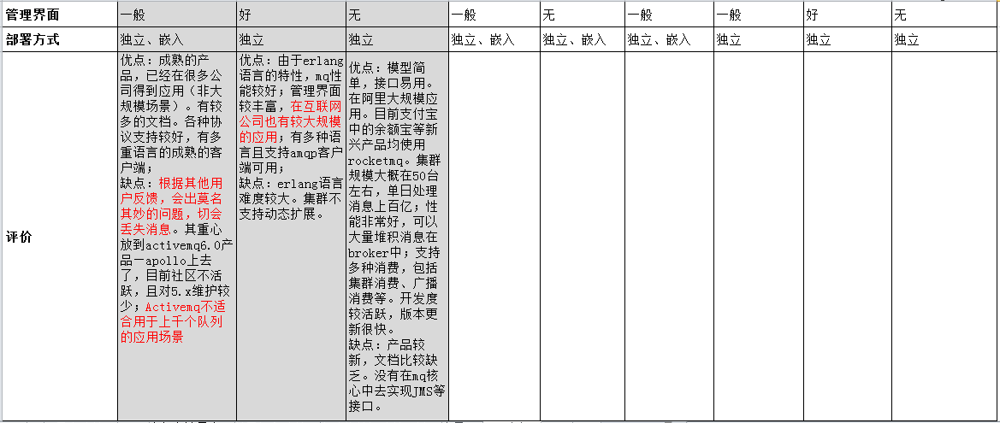 管理界面 一般 好 无 一般 无 一般 一般 好 无
部署方式 独立、嵌入 独立 独立 独立、嵌入 独立、嵌入 独立、嵌入 独立 独立 独立
评价
优点：成熟的产
品，已经在很多公
司得到应用（非大
规模场景）。有较
多的文档。各种协
议支持较好，有多
重语言的成熟的客
户端；
缺点：根据其他用
户反馈，会出莫名
其妙的问题，切会
丢失消息。其重心
放到activemq6.0产
品—apollo上去
了，目前社区不活
跃，且对5.x维护较
少；Activemq不适
合用于上千个队列
的应用场景
优点：由于erlang
语言的特性，mq性
能较好；管理界面
较丰富，在互联网
公司也有较大规模
的应用；有多种语
言且支持amqp客户
端可用；
缺点：erlang语言
难度较大。集群不
支持动态扩展。
优点：模型简
单，接口易用。
在阿里大规模应
用。目前支付宝
中的余额宝等新
兴产品均使用
rocketmq。集群
规模大概在50台
左右，单日处理
消息上百亿；性
能非常好，可以
大量堆积消息在
broker中；支持
多种消费，包括
集群消费、广播
消费等。开发度
较活跃，版本更
新很快。
缺点：产品较
新，文档比较缺
乏。没有在mq核
心中去实现JMS等
接口。